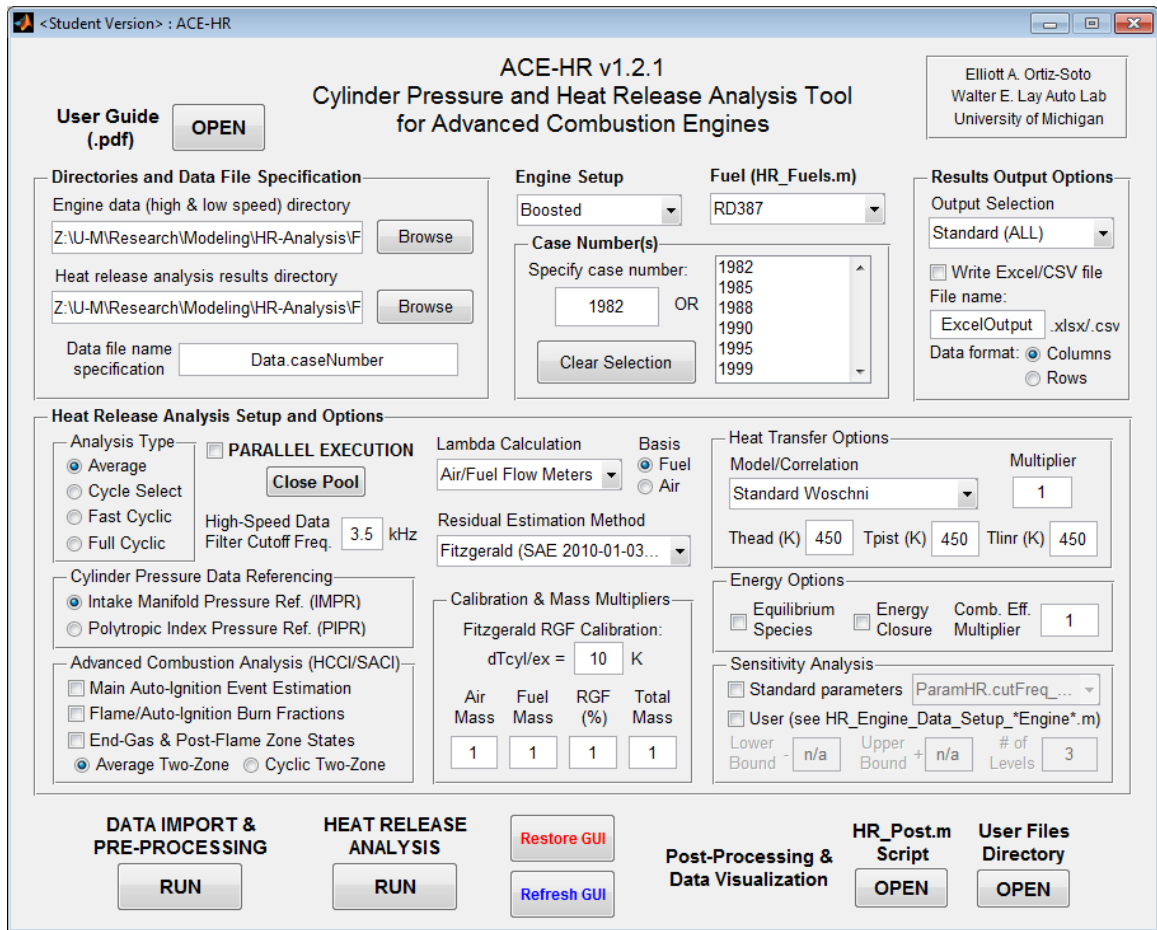 <Student Version> : ACE-HR
ACE-HR v1.2.1
Cylinder Pressure and Heat Release Analysis Tool
for Advanced Combustion Engines
Elliott A. Ortiz-Soto
Walter E. Lay Auto Lab
University of Michigan
User Guide
(.pdf)
OPEN
Directories and Data File Specification
Engine data (high & low speed) directory
Z:\U-M\Research\Modeling\HR-Analysis\F
Browse
Heat release analysis results directory
Z:\U-M\Research\Modeling\HR-Analysis\F
Browse
Data file name
specification
Data.caseNumber
Engine Setup
Boosted
Fuel (HR_Fuels.m)
RD387
Case Number(s)
Specify case number:
1982
OR
Clear Selection
1982
1985
1988
1990
1995
1999
Results Output Options
Output Selection
Standard (ALL)
Write Excel/CSV file
File name:
ExcelOutput .xlsx/.csv
Data format: Columns
Rows
Heat Release Analysis Setup and Options
Analysis Type
Average
Cycle Select
Fast Cyclic
Full Cyclic
PARALLEL EXECUTION
Close Pool
High-Speed Data
Filter Cutoff Freq.
3.5 kHz
Cylinder Pressure Data Referencing
Intake Manifold Pressure Ref. (IMPR)
Polytropic Index Pressure Ref. (PIPR)
Advanced Combustion Analysis (HCCI/SACI)
Main Auto-Ignition Event Estimation
Flame/Auto-Ignition Burn Fractions
End-Gas & Post-Flame Zone States
Average Two-Zone Cyclic Two-Zone
Lambda Calculation
Air/Fuel Flow Meters
Basis
Fuel
Air
Residual Estimation Method
Fitzgerald (SAE 2010-01-03...
Calibration & Mass Multipliers
Fitzgerald RGF Calibration:
dTcyl/ex = 10 K
Air
Mass
Fuel
Mass
RGF
(%)
Total
Mass
1 1 1 1
Heat Transfer Options
Model/Correlation
Standard Woschni
Multiplier
1
Thead (K) 450 Tpist (K) 450 Tlinr (K) 450
Energy Options
Equilibrium
Species
Energy
Closure
Comb. Eff.
Multiplier
1
Sensitivity Analysis
Standard parameters ParamHR.cutFreq_...
User (see HR_Engine_Data_Setup_*Engine*.m)
Lower
Bound
- n/a
Upper
Bound
+ n/a
# of
Levels
3
DATA IMPORT &
PRE-PROCESSING
RUN
HEAT RELEASE
ANALYSIS
RUN
Restore GUI
Refresh GUI
Post-Processing &
Data Visualization
HR_Post.m
Script
OPEN
User Files
Directory
OPEN